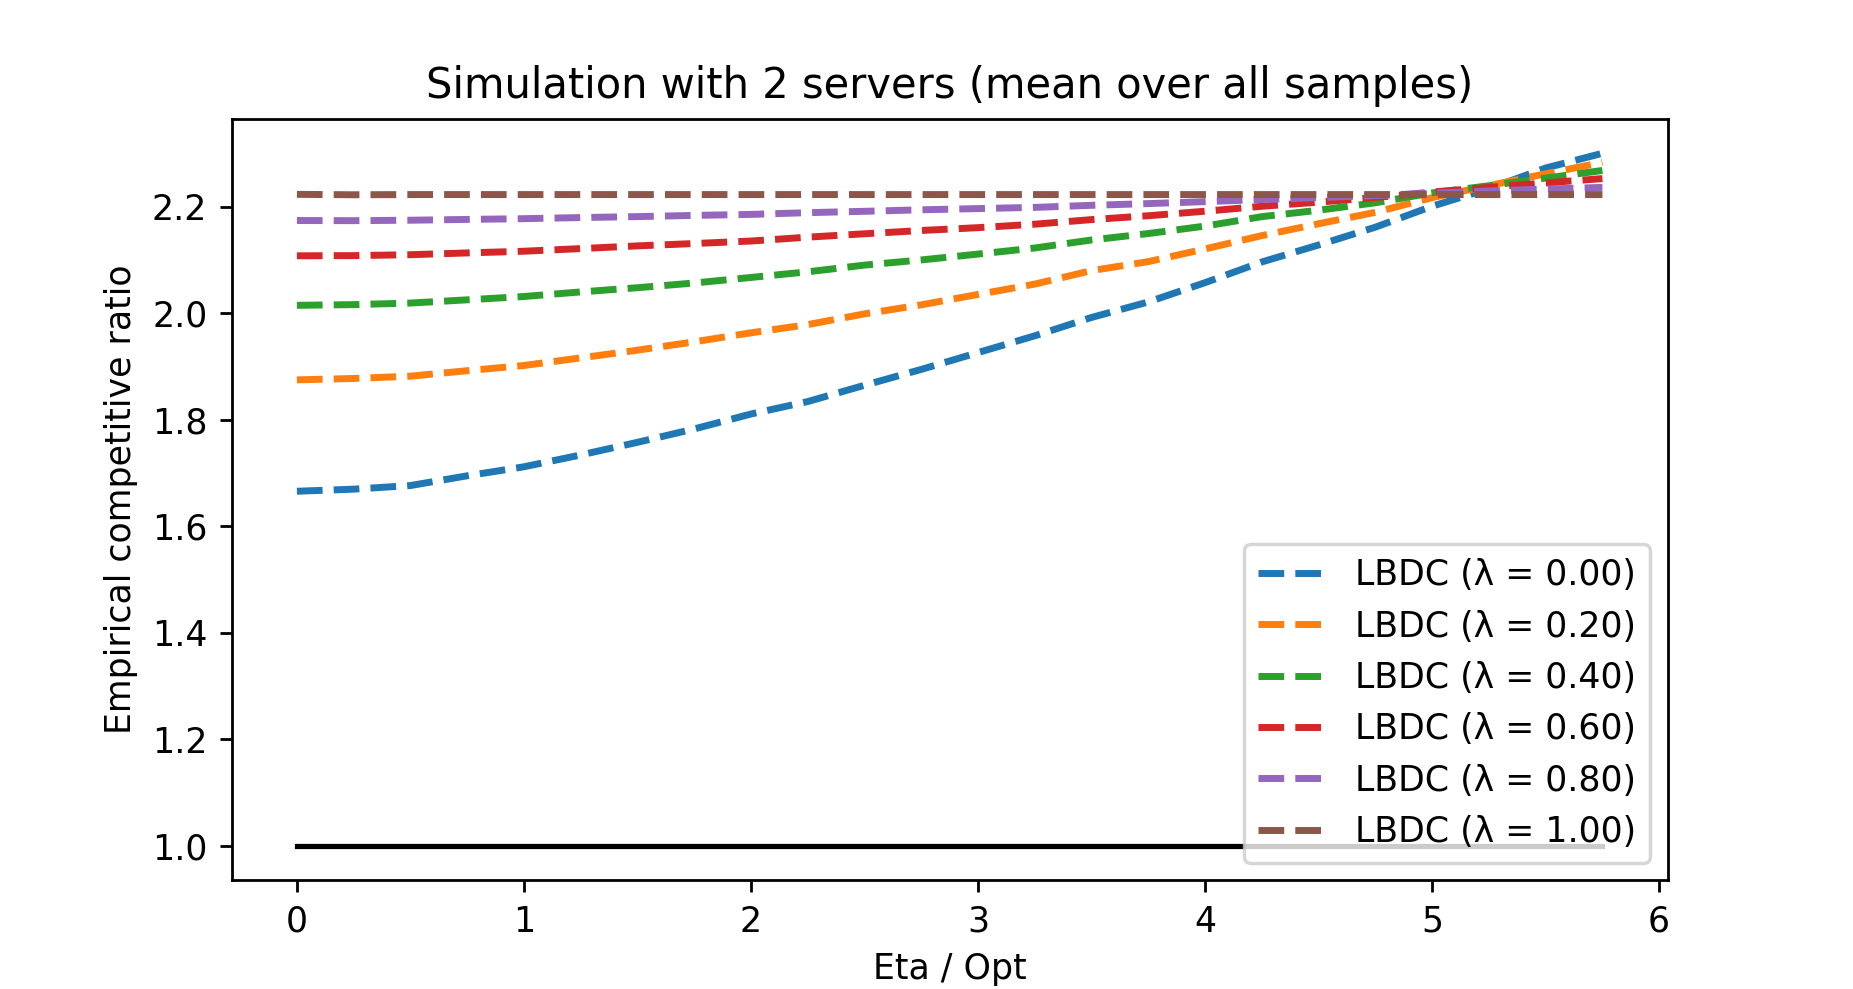 Simulation with 2 servers (mean over all samples)
Empirical competitive ratio
2.2
2.0
1.8
1.6
1.4
1.2
1.0
LBDC (λ = 0.00)
LBDC (λ = 0.20)
LBDC (λ = 0.40)
LBDC (λ = 0.60)
LBDC (λ = 0.80)
LBDC (λ = 1.00)
0 1 2 3 4 5 6
Eta / Opt